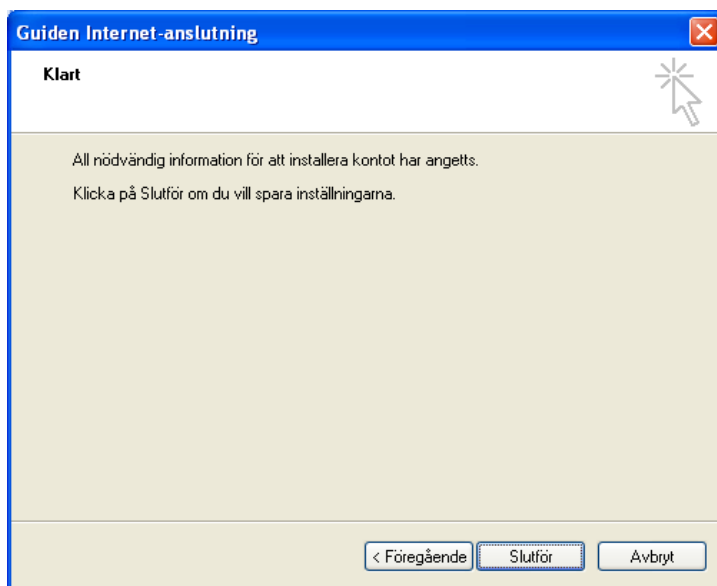 Guiden Internet-anslutning
Klart
All nödvändig information för att installera kontot har angetts.
Klicka på Slutför om du vill spara inställningarna.
< Föregående
Slutför
Avbryt